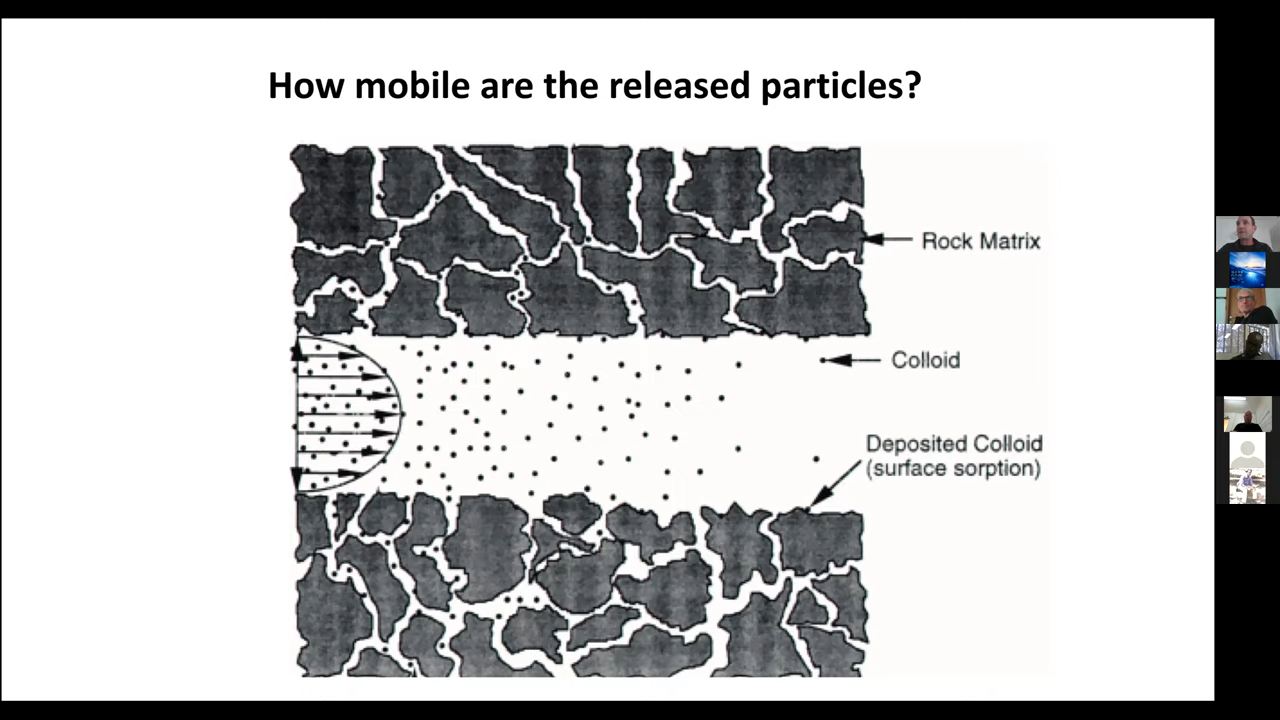 How mobile are the released particles?
Rock Matrix
Colloid
Deposited Colloid
(surface sorption)